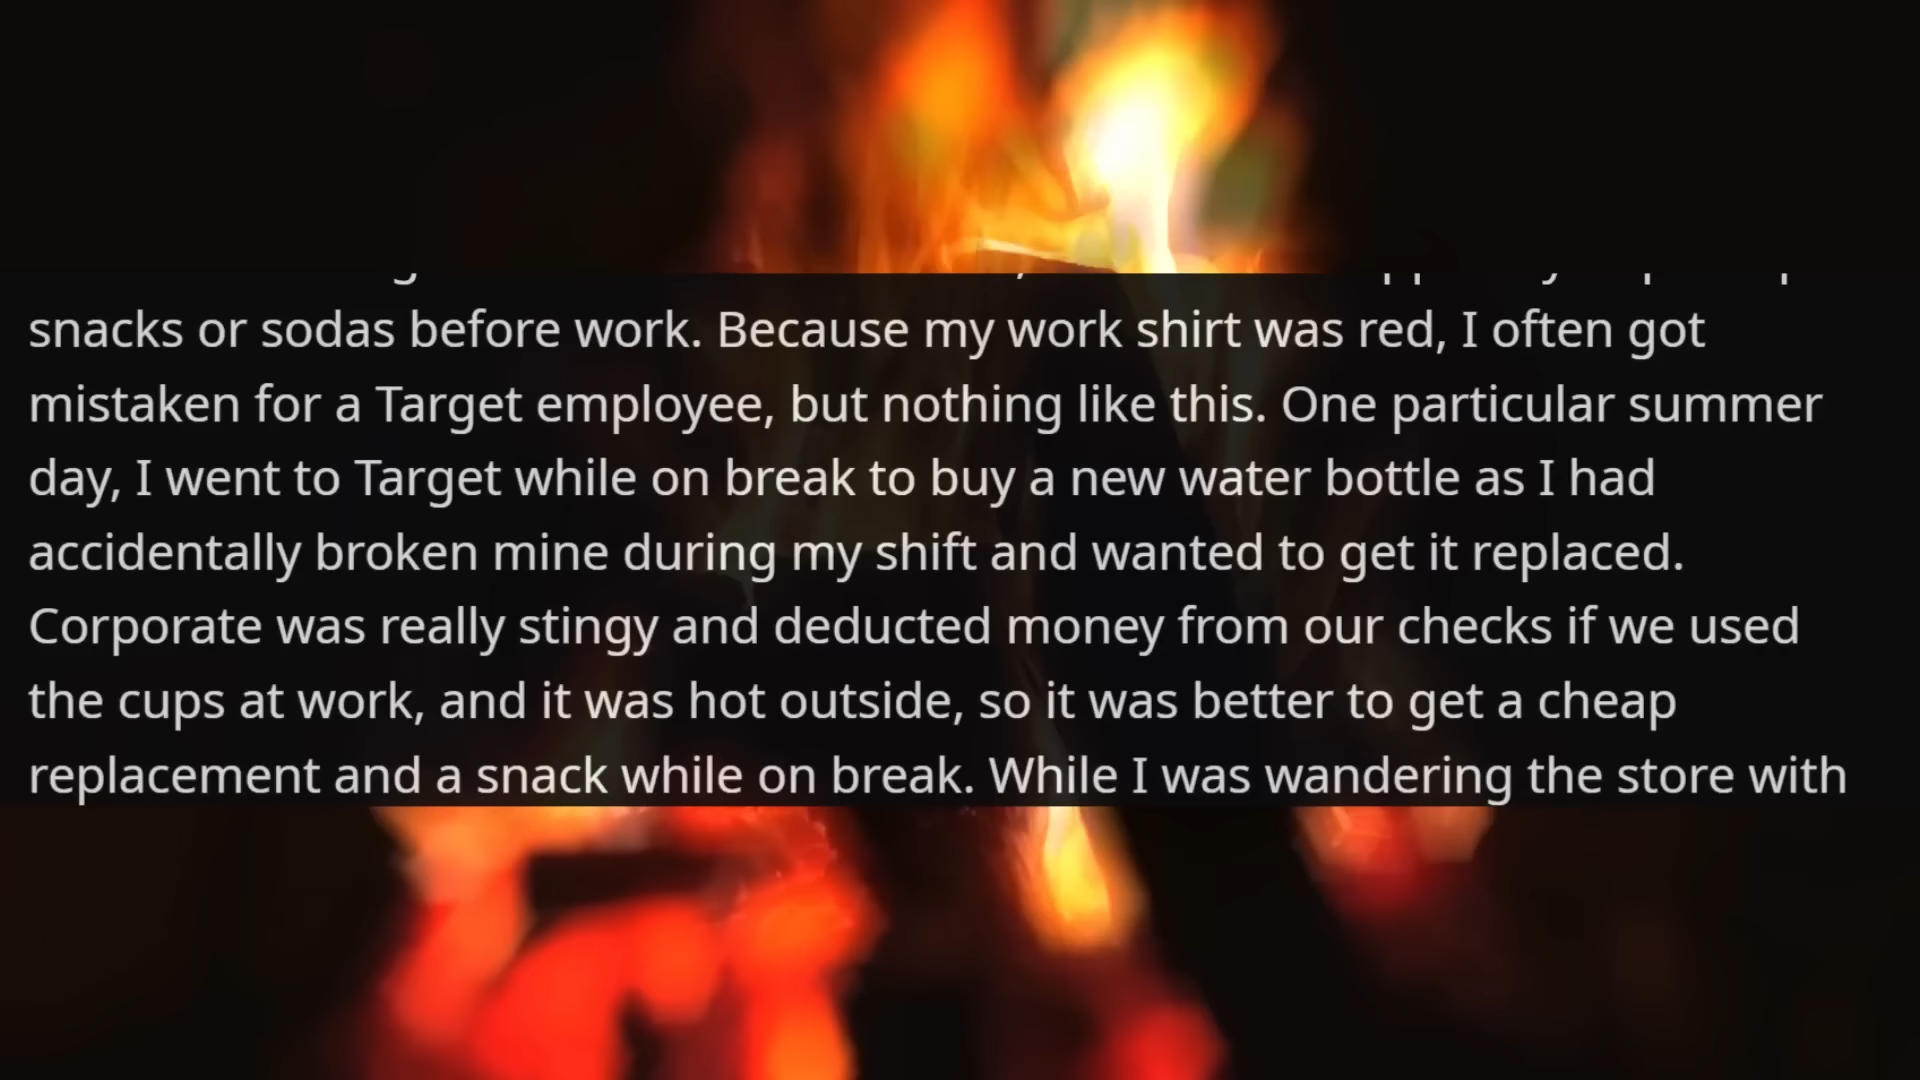 snacks or sodas before work. Because my work shirt was red, I often got
mistaken for a Target employee, but nothing like this. One particular summer
day, I went to Target while on break to buy a new water bottle as I had
accidentally broken mine during my shift and wanted to get it replaced.
Corporate was really stingy and deducted money from our checks if we used
the cups at work, and it was hot outside, so it was better to get a cheap
replacement and a snack while on break. While I was wandering the store with